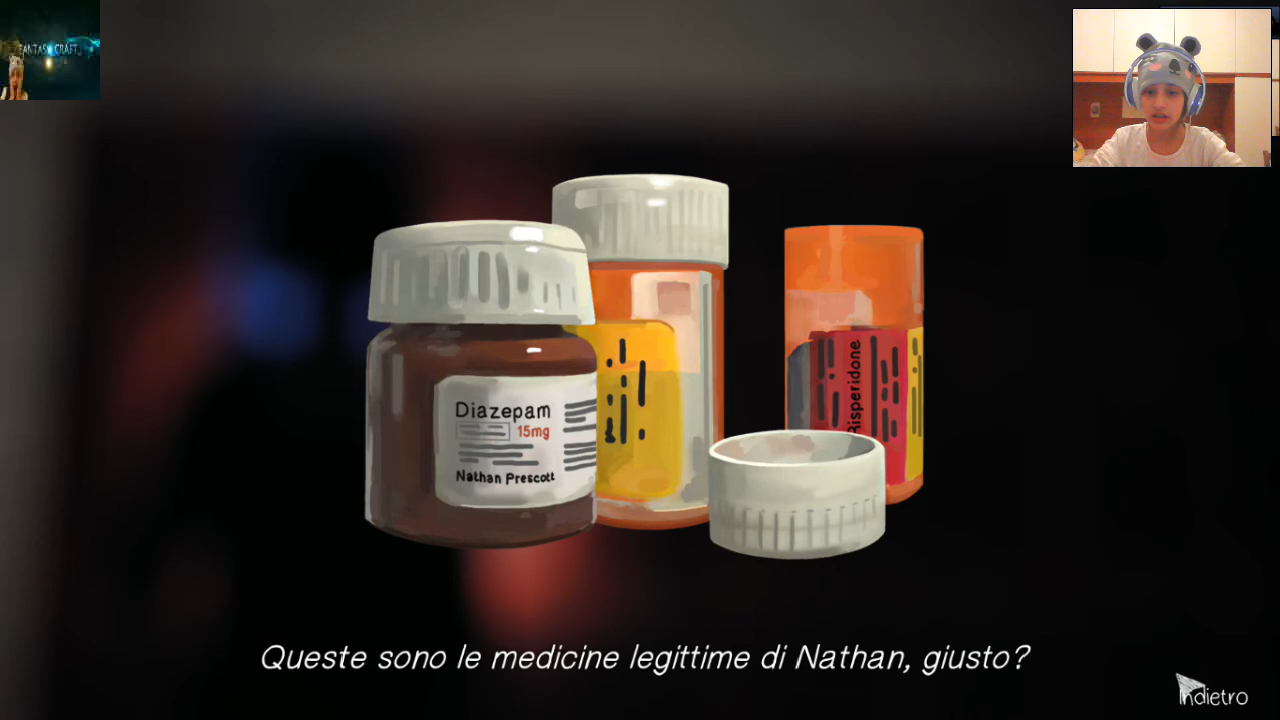 FANTASY CRAFT
Diazepam
15mg
Nathan Prescott
Risperidone
Queste sono le medicine legittime di Nathan, giusto?
Indietro